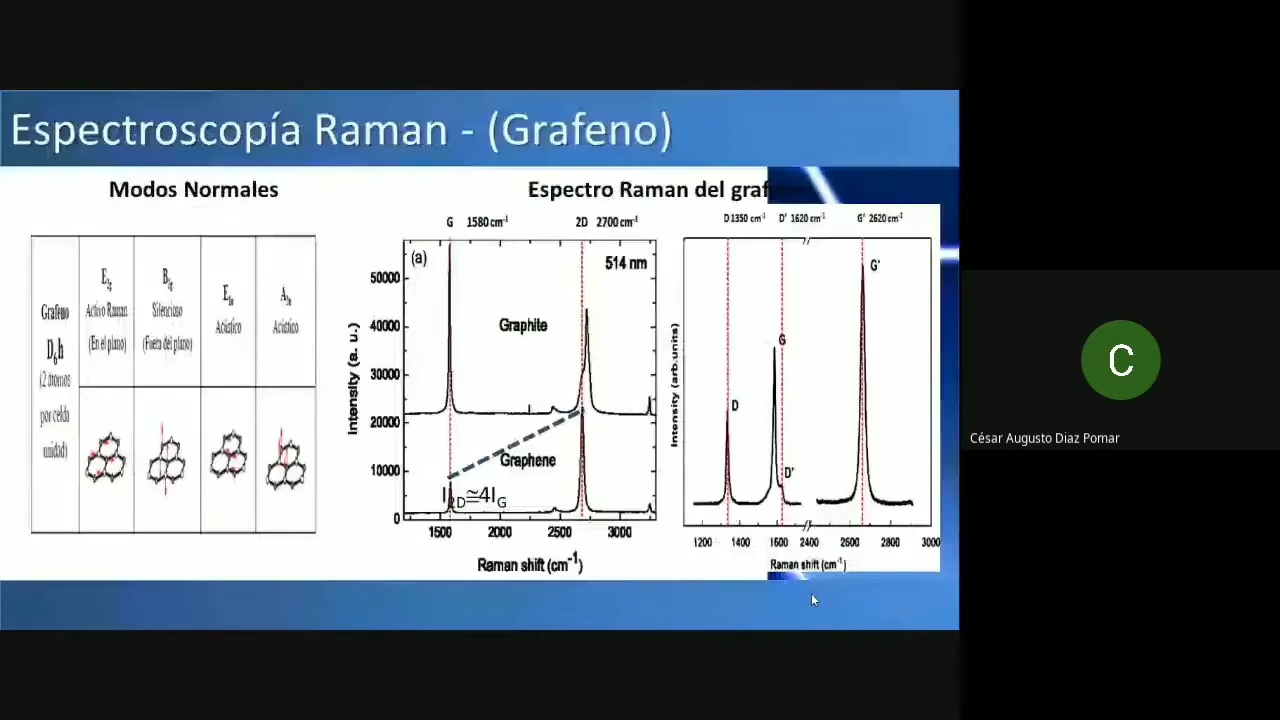 Espectroscopía Raman - (Grafeno)
Modos Normales
Grafeno
D₆h
(2 átomos
por celda
unidad)
E₂g
Activo Raman
(En el plano)
B₂g
Silencioso
(Fuera del plano)
E₁u
Acústico
A₂u
Acústico
Espectro Raman del graf
G 1580 cm⁻¹
2D 2700 cm⁻¹
(a)
514 nm
Graphite
Graphene
≅4I_G
Intensity (a. u.)
50000
40000
30000
20000
10000
0
1500
2000
2500
3000
Raman shift (cm⁻¹)
D 1350 cm⁻¹
D' 1620 cm⁻¹
G' 2620 cm⁻¹
G'
G
D
D'
Intensity (arb.units)
1200
1400
1600
2400
2600
2800
3000
Raman shift (cm⁻¹)
C
César Augusto Diaz Pomar